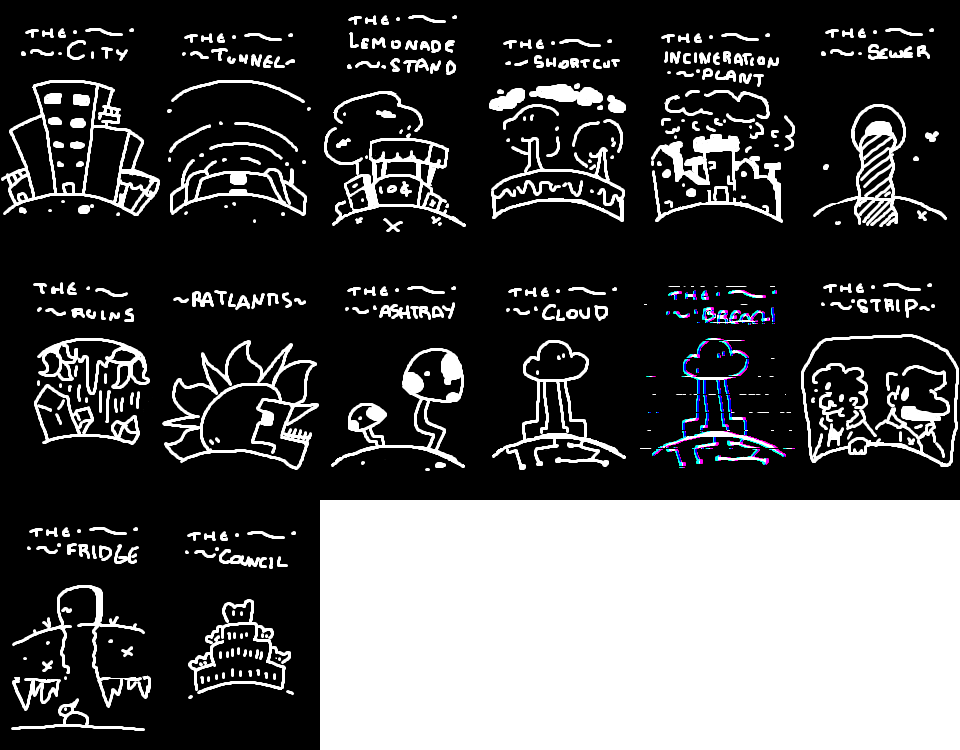 THE
CITY
THE
TUNNEL
THE
LEMONADE
STAND
10¢
THE
SHORTCUT
THE
INCINERATION
PLANT
THE
SEWER
THE
RUINS
RATLANTIS
THE
ASHTRAY
THE
CLOUD
THE
THE
STRIP
THE
FRIDGE
THE
COUNCIL